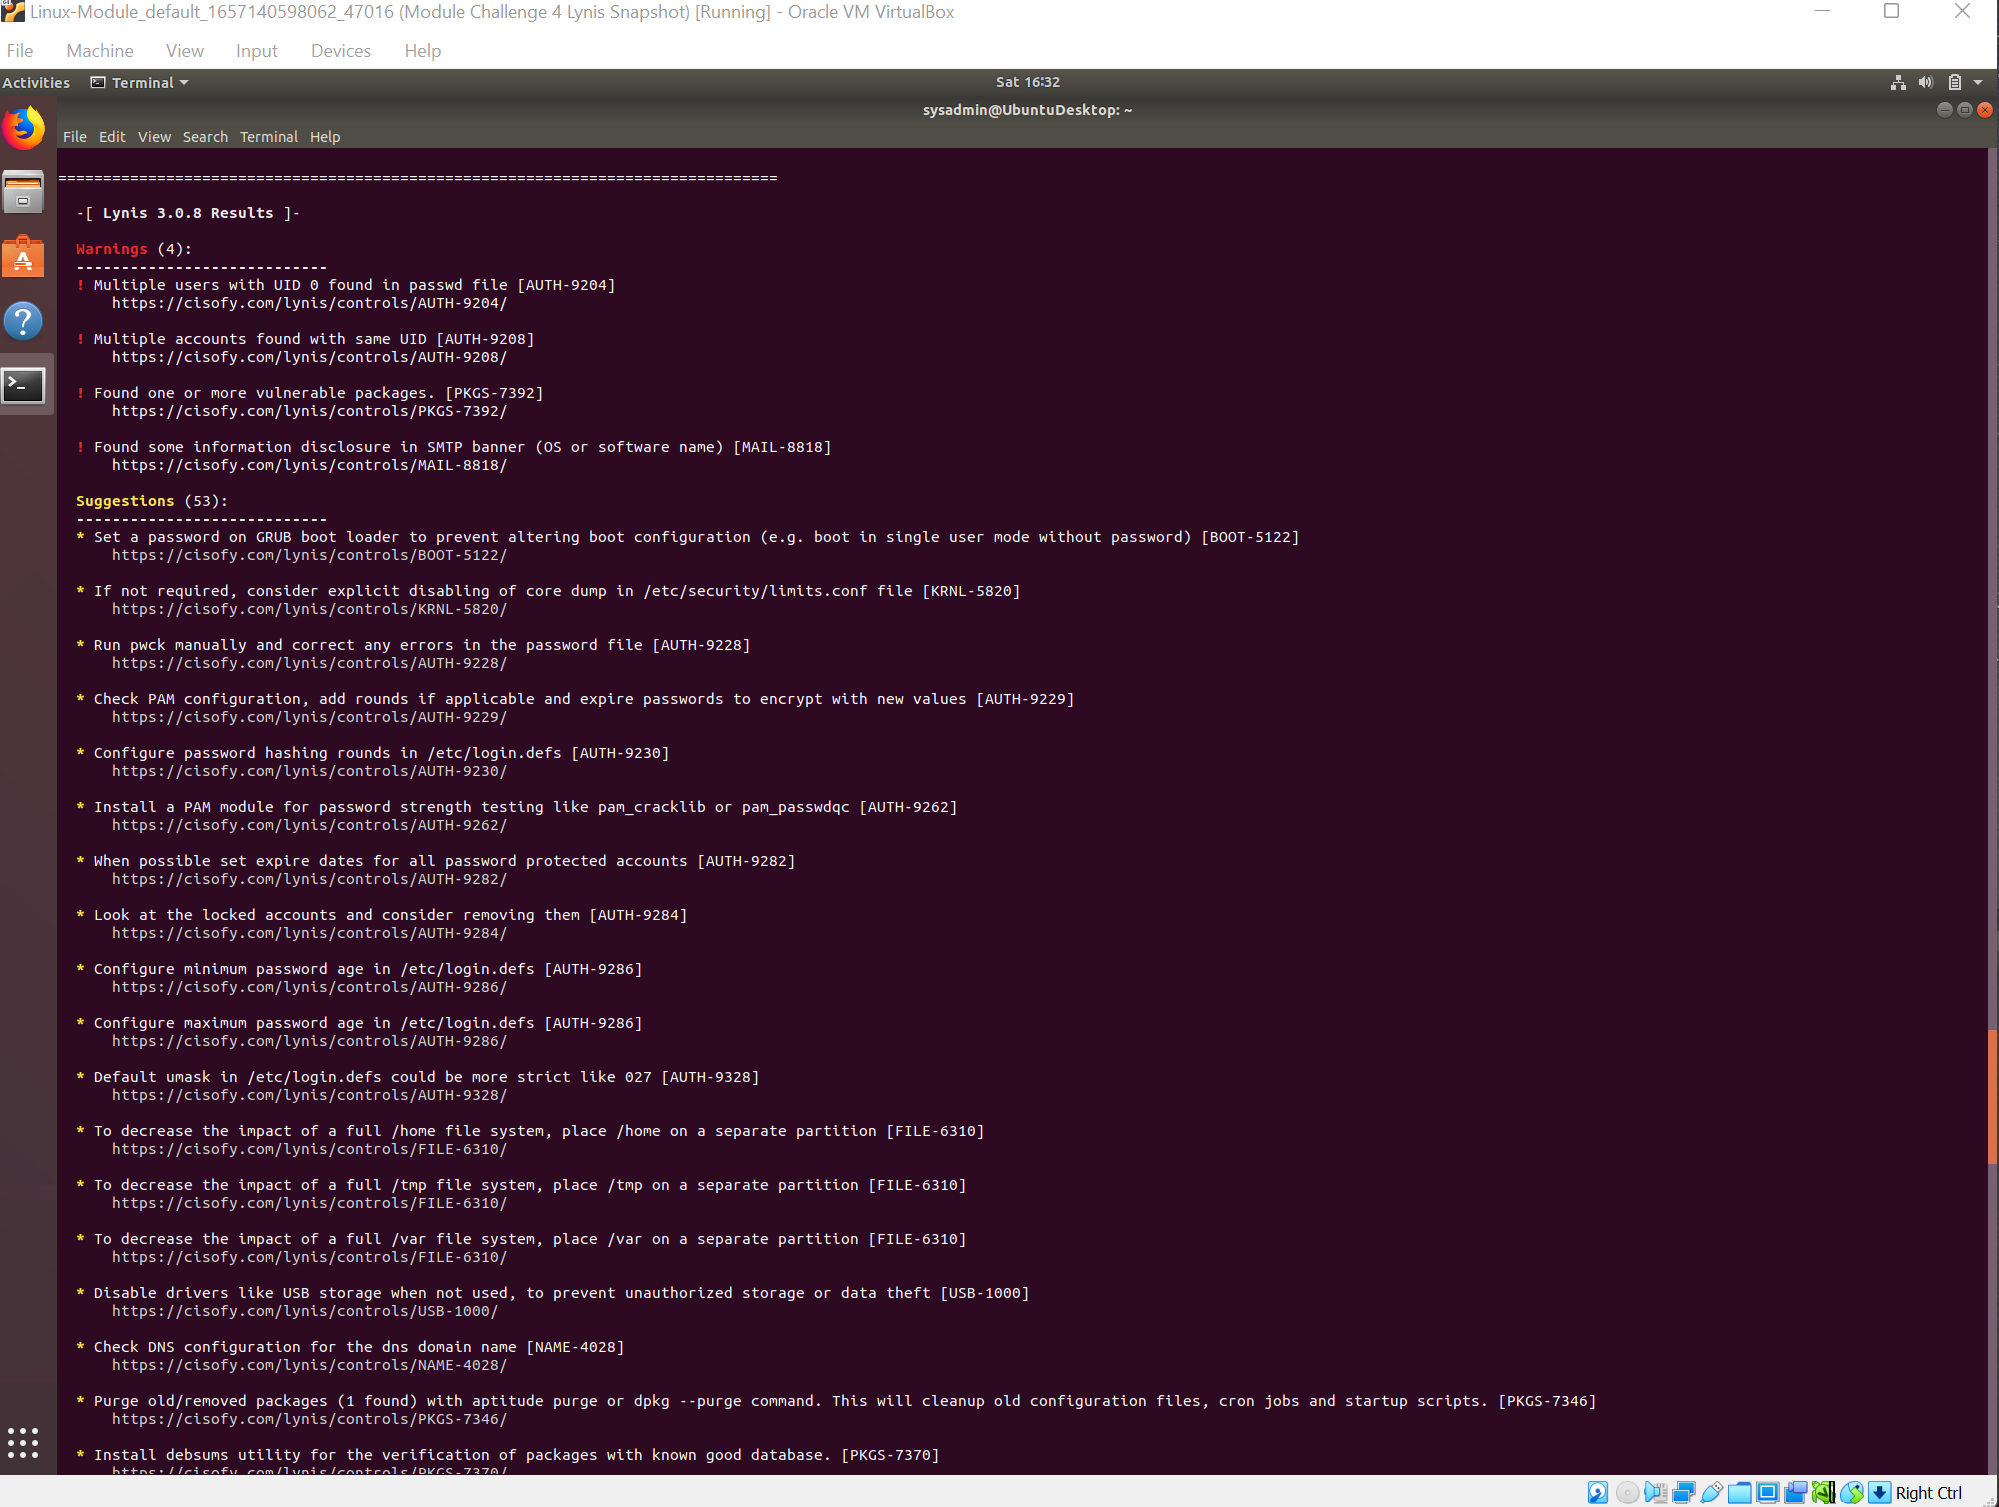 Linux-Module_default_1657140598062_47016 (Module Challenge 4 Lynis Snapshot) [Running] - Oracle VM VirtualBox
File Machine View Input Devices Help
Activities Terminal Sat 16:32
sysadmin@UbuntuDesktop: ~
File Edit View Search Terminal Help
================================================================================
-[ Lynis 3.0.8 Results ]-
Warnings (4):
----------------------------
! Multiple users with UID 0 found in passwd file [AUTH-9204]
https://cisofy.com/lynis/controls/AUTH-9204/
! Multiple accounts found with same UID [AUTH-9208]
https://cisofy.com/lynis/controls/AUTH-9208/
! Found one or more vulnerable packages. [PKGS-7392]
https://cisofy.com/lynis/controls/PKGS-7392/
! Found some information disclosure in SMTP banner (OS or software name) [MAIL-8818]
https://cisofy.com/lynis/controls/MAIL-8818/
Suggestions (53):
----------------------------
* Set a password on GRUB boot loader to prevent altering boot configuration (e.g. boot in single user mode without password) [BOOT-5122]
https://cisofy.com/lynis/controls/BOOT-5122/
* If not required, consider explicit disabling of core dump in /etc/security/limits.conf file [KRNL-5820]
https://cisofy.com/lynis/controls/KRNL-5820/
* Run pwck manually and correct any errors in the password file [AUTH-9228]
https://cisofy.com/lynis/controls/AUTH-9228/
* Check PAM configuration, add rounds if applicable and expire passwords to encrypt with new values [AUTH-9229]
https://cisofy.com/lynis/controls/AUTH-9229/
* Configure password hashing rounds in /etc/login.defs [AUTH-9230]
https://cisofy.com/lynis/controls/AUTH-9230/
* Install a PAM module for password strength testing like pam_cracklib or pam_passwdqc [AUTH-9262]
https://cisofy.com/lynis/controls/AUTH-9262/
* When possible set expire dates for all password protected accounts [AUTH-9282]
https://cisofy.com/lynis/controls/AUTH-9282/
* Look at the locked accounts and consider removing them [AUTH-9284]
https://cisofy.com/lynis/controls/AUTH-9284/
* Configure minimum password age in /etc/login.defs [AUTH-9286]
https://cisofy.com/lynis/controls/AUTH-9286/
* Configure maximum password age in /etc/login.defs [AUTH-9286]
https://cisofy.com/lynis/controls/AUTH-9286/
* Default umask in /etc/login.defs could be more strict like 027 [AUTH-9328]
https://cisofy.com/lynis/controls/AUTH-9328/
* To decrease the impact of a full /home file system, place /home on a separate partition [FILE-6310]
https://cisofy.com/lynis/controls/FILE-6310/
* To decrease the impact of a full /tmp file system, place /tmp on a separate partition [FILE-6310]
https://cisofy.com/lynis/controls/FILE-6310/
* To decrease the impact of a full /var file system, place /var on a separate partition [FILE-6310]
https://cisofy.com/lynis/controls/FILE-6310/
* Disable drivers like USB storage when not used, to prevent unauthorized storage or data theft [USB-1000]
https://cisofy.com/lynis/controls/USB-1000/
* Check DNS configuration for the dns domain name [NAME-4028]
https://cisofy.com/lynis/controls/NAME-4028/
* Purge old/removed packages (1 found) with aptitude purge or dpkg --purge command. This will cleanup old configuration files, cron jobs and startup scripts. [PKGS-7346]
https://cisofy.com/lynis/controls/PKGS-7346/
* Install debsums utility for the verification of packages with known good database. [PKGS-7370]
https://cisofy.com/lynis/controls/PKGS-7370/
Right Ctrl